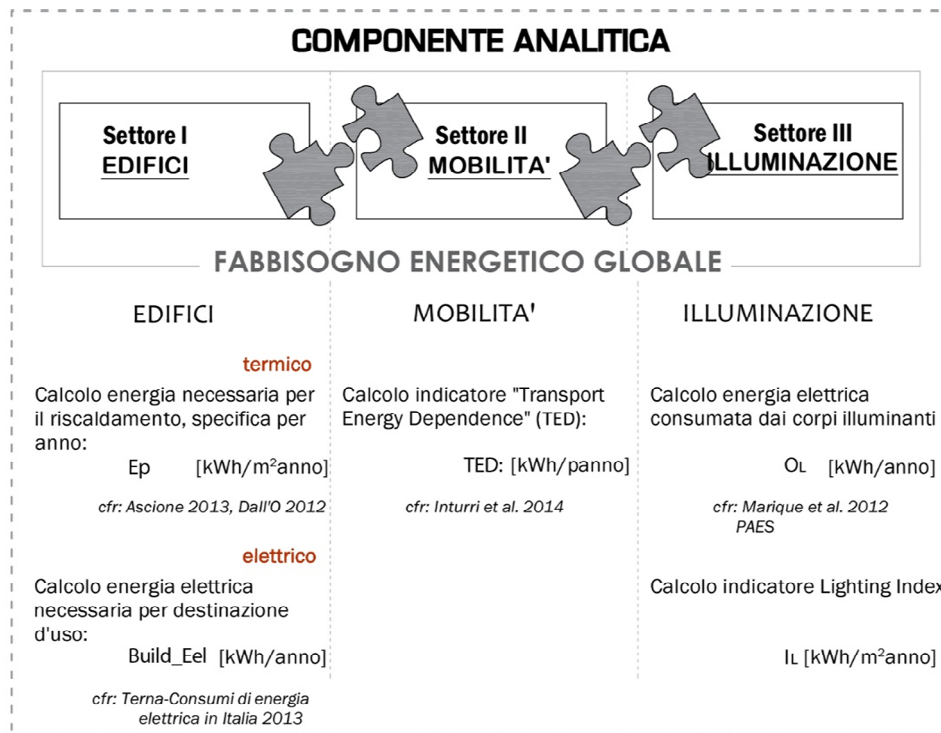 COMPONENTE ANALITICA
Settore I
EDIFICI
Settore II
MOBILITA'
Settore III
ILLUMINAZIONE
FABBISOGNO ENERGETICO GLOBALE
EDIFICI
termico
Calcolo energia necessaria per
il riscaldamento, specifica per
anno:
Ep [kWh/m²anno]
cfr: Ascione 2013, Dall'O 2012
elettrico
Calcolo energia elettrica
necessaria per destinazione
d'uso:
Build_Eel [kWh/anno]
cfr: Terna-Consumi di energia
elettrica in Italia 2013
MOBILITA'
Calcolo indicatore "Transport
Energy Dependence" (TED):
TED: [kWh/panno]
cfr: Inturri et al. 2014
ILLUMINAZIONE
Calcolo energia elettrica
consumata dai corpi illuminanti
OL [kWh/anno]
cfr: Marique et al. 2012
PAES
Calcolo indicatore Lighting Index
IL [kWh/m²anno]